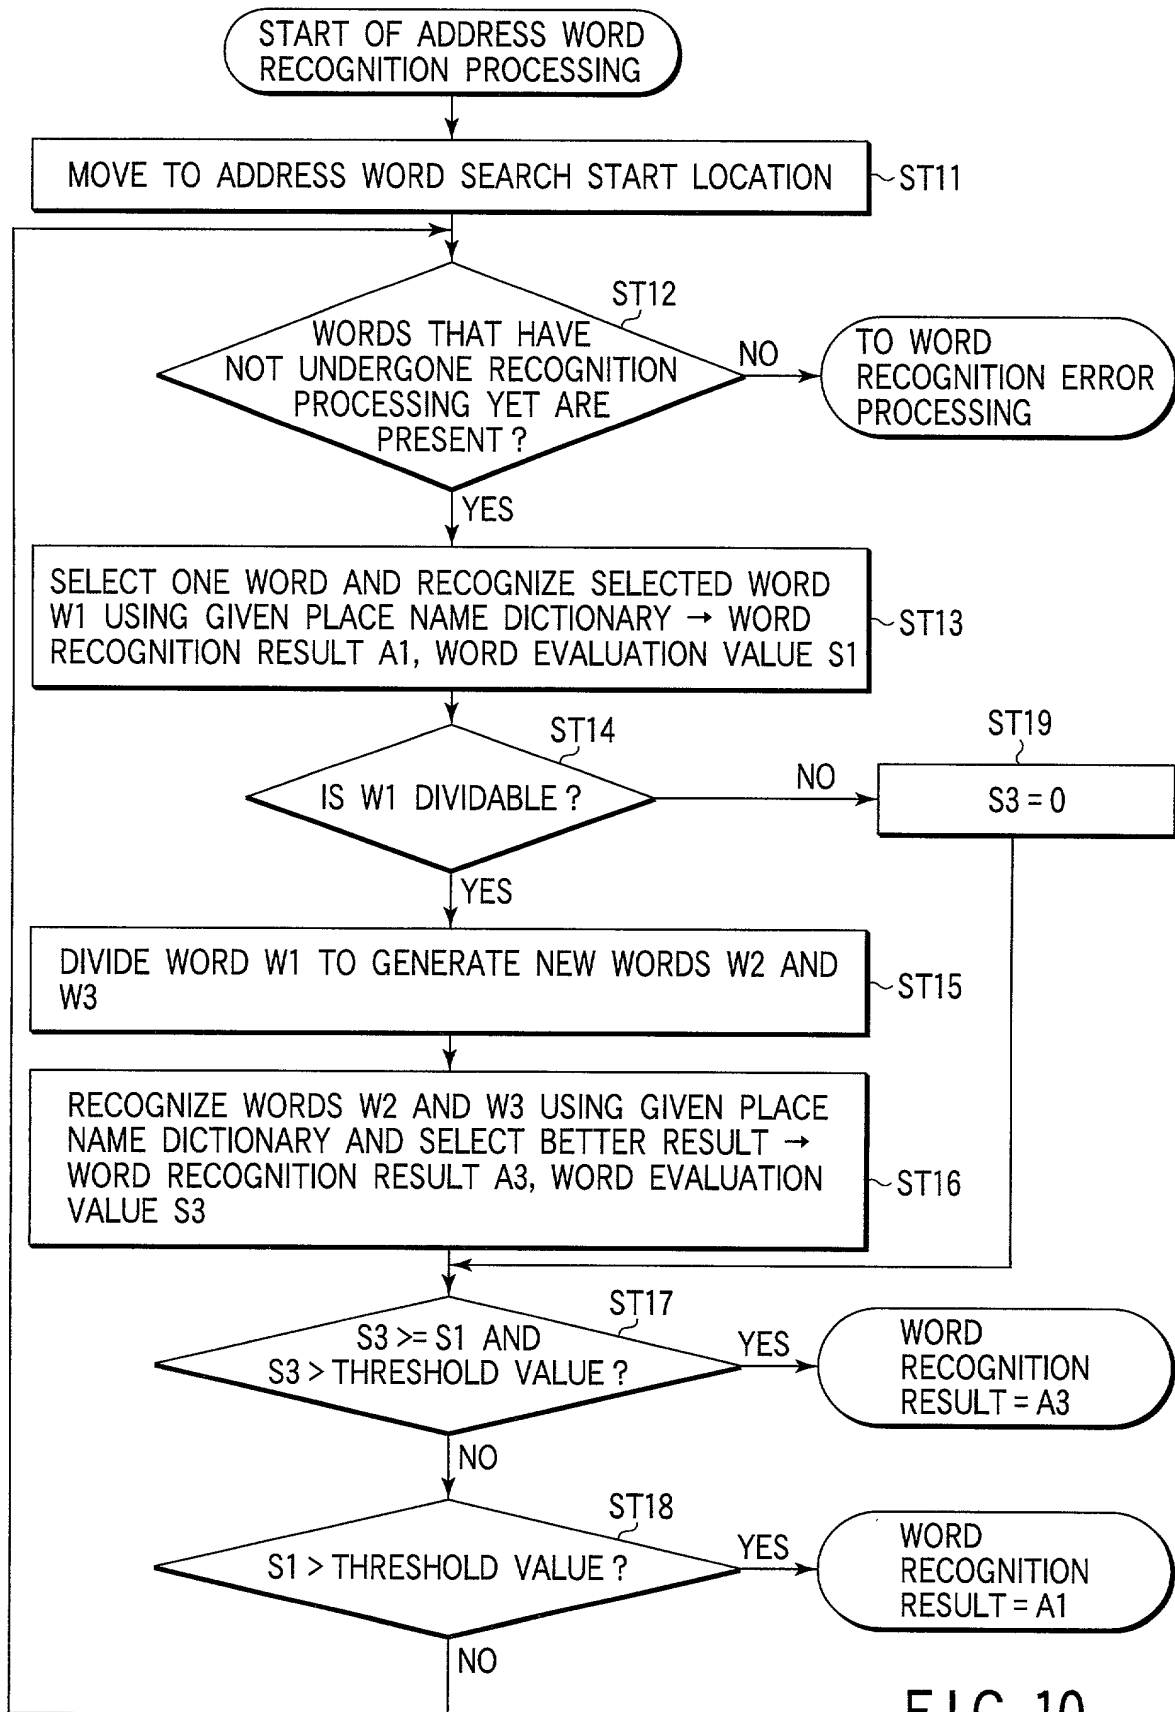 START OF ADDRESS WORD
RECOGNITION PROCESSING
MOVE TO ADDRESS WORD SEARCH START LOCATION
ST11
ST12
WORDS THAT HAVE
NOT UNDERGONE RECOGNITION
PROCESSING YET ARE
PRESENT?
NO
TO WORD
RECOGNITION ERROR
PROCESSING
YES
SELECT ONE WORD AND RECOGNIZE SELECTED WORD
W1 USING GIVEN PLACE NAME DICTIONARY → WORD
RECOGNITION RESULT A1, WORD EVALUATION VALUE S1
ST13
ST14
IS W1 DIVIDABLE?
NO
ST19
S3=0
YES
DIVIDE WORD W1 TO GENERATE NEW WORDS W2 AND
W3
ST15
RECOGNIZE WORDS W2 AND W3 USING GIVEN PLACE
NAME DICTIONARY AND SELECT BETTER RESULT →
WORD RECOGNITION RESULT A3, WORD EVALUATION
VALUE S3
ST16
ST17
S3>=S1 AND
S3>THRESHOLD VALUE?
YES
WORD
RECOGNITION
RESULT=A3
NO
ST18
S1>THRESHOLD VALUE?
YES
WORD
RECOGNITION
RESULT=A1
NO
FIG. 10